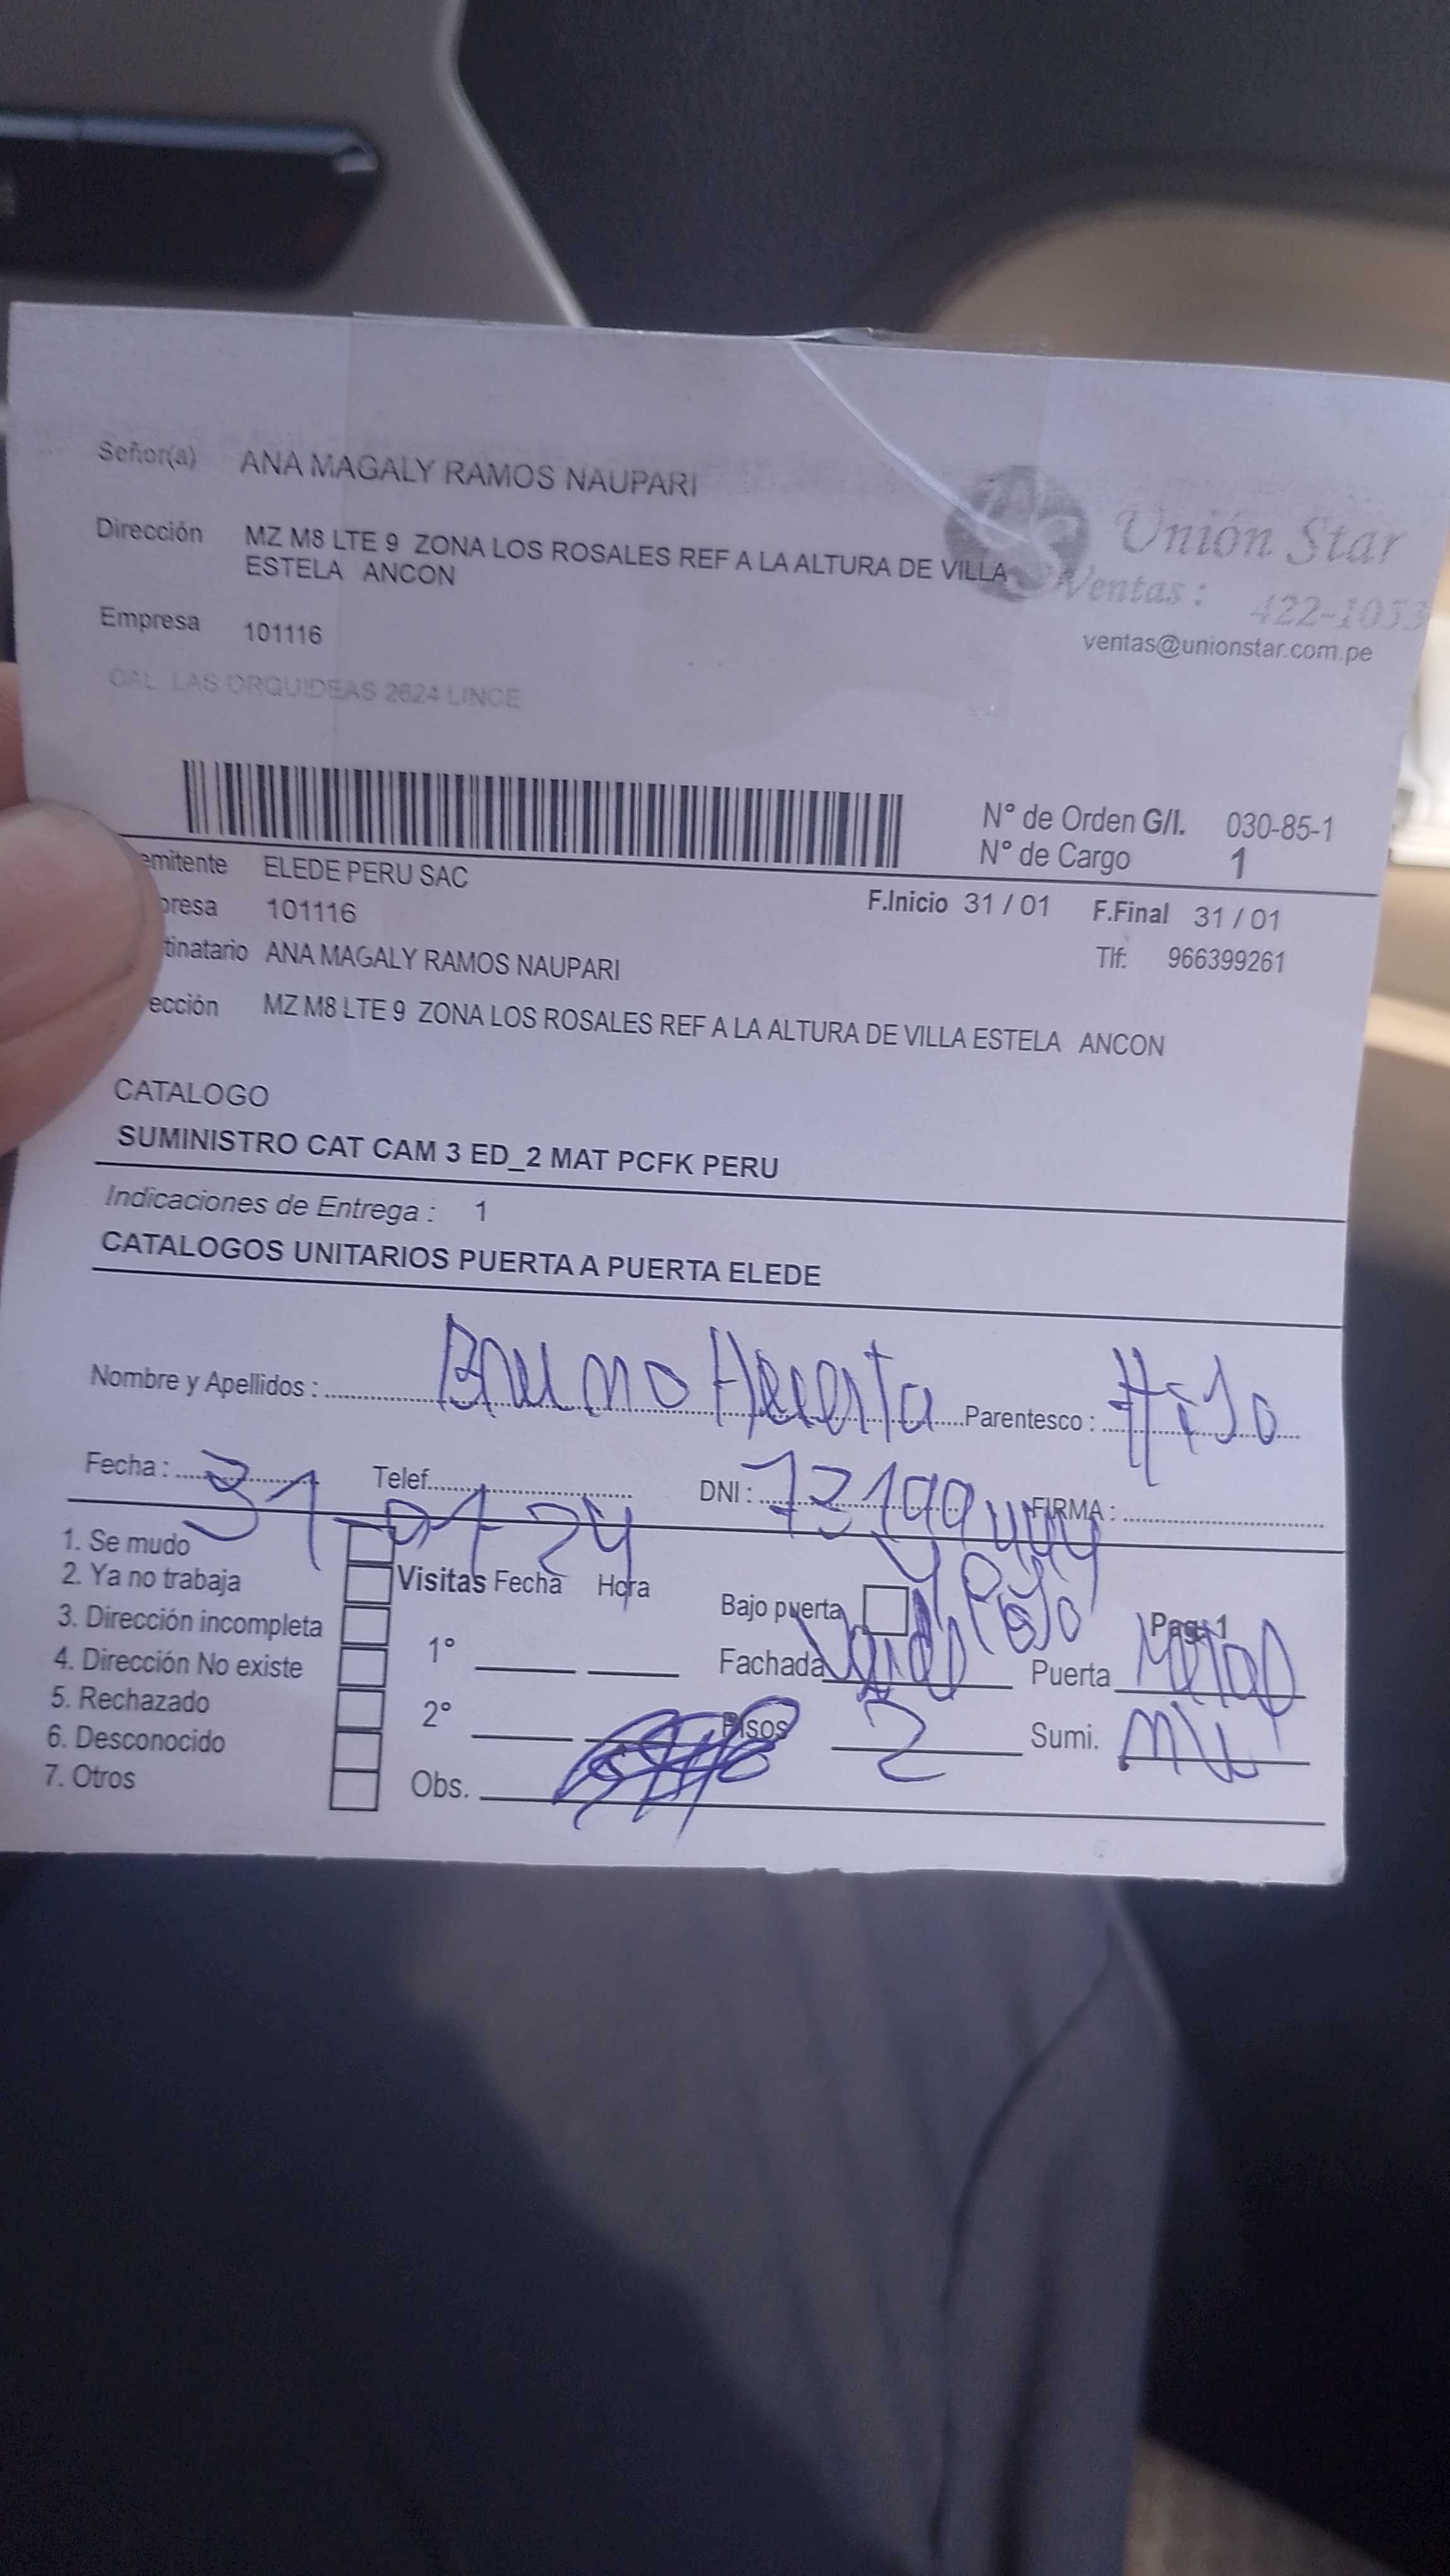 Señor(a) ANA MAGALY RAMOS NAUPARI
Dirección MZ M8 LTE 9 ZONA LOS ROSALES REF A LA ALTURA DE VILLA
ESTELA ANCON
Unión Star
Ventas : 422-1053
ventas@unionstar.com.pe
Empresa 101116
CAL LAS ORQUIDEAS 2624 LINCE
N° de Orden G/I. 030-85-1
N° de Cargo 1
emitente ELEDE PERU SAC
presa 101116
F.Inicio 31 / 01 F.Final 31 / 01
tinatario ANA MAGALY RAMOS NAUPARI
Tlf: 966399261
ección MZ M8 LTE 9 ZONA LOS ROSALES REF A LA ALTURA DE VILLA ESTELA ANCON
CATALOGO
SUMINISTRO CAT CAM 3 ED_2 MAT PCFK PERU
Indicaciones de Entrega : 1
CATALOGOS UNITARIOS PUERTA A PUERTA ELEDE
Nombre y Apellidos : Bruno Huerta Parentesco : Hijo
Fecha : 31-01-24 Telef. DNI : FIRMA :
1. Se mudo
2. Ya no trabaja
3. Dirección incompleta
4. Dirección No existe
5. Rechazado
6. Desconocido
7. Otros
Visitas Fecha Hora
1°
2°
Obs.
Bajo puerta Pag. 1
Fachada Puerta Metal
Pisos 2 Sumi.